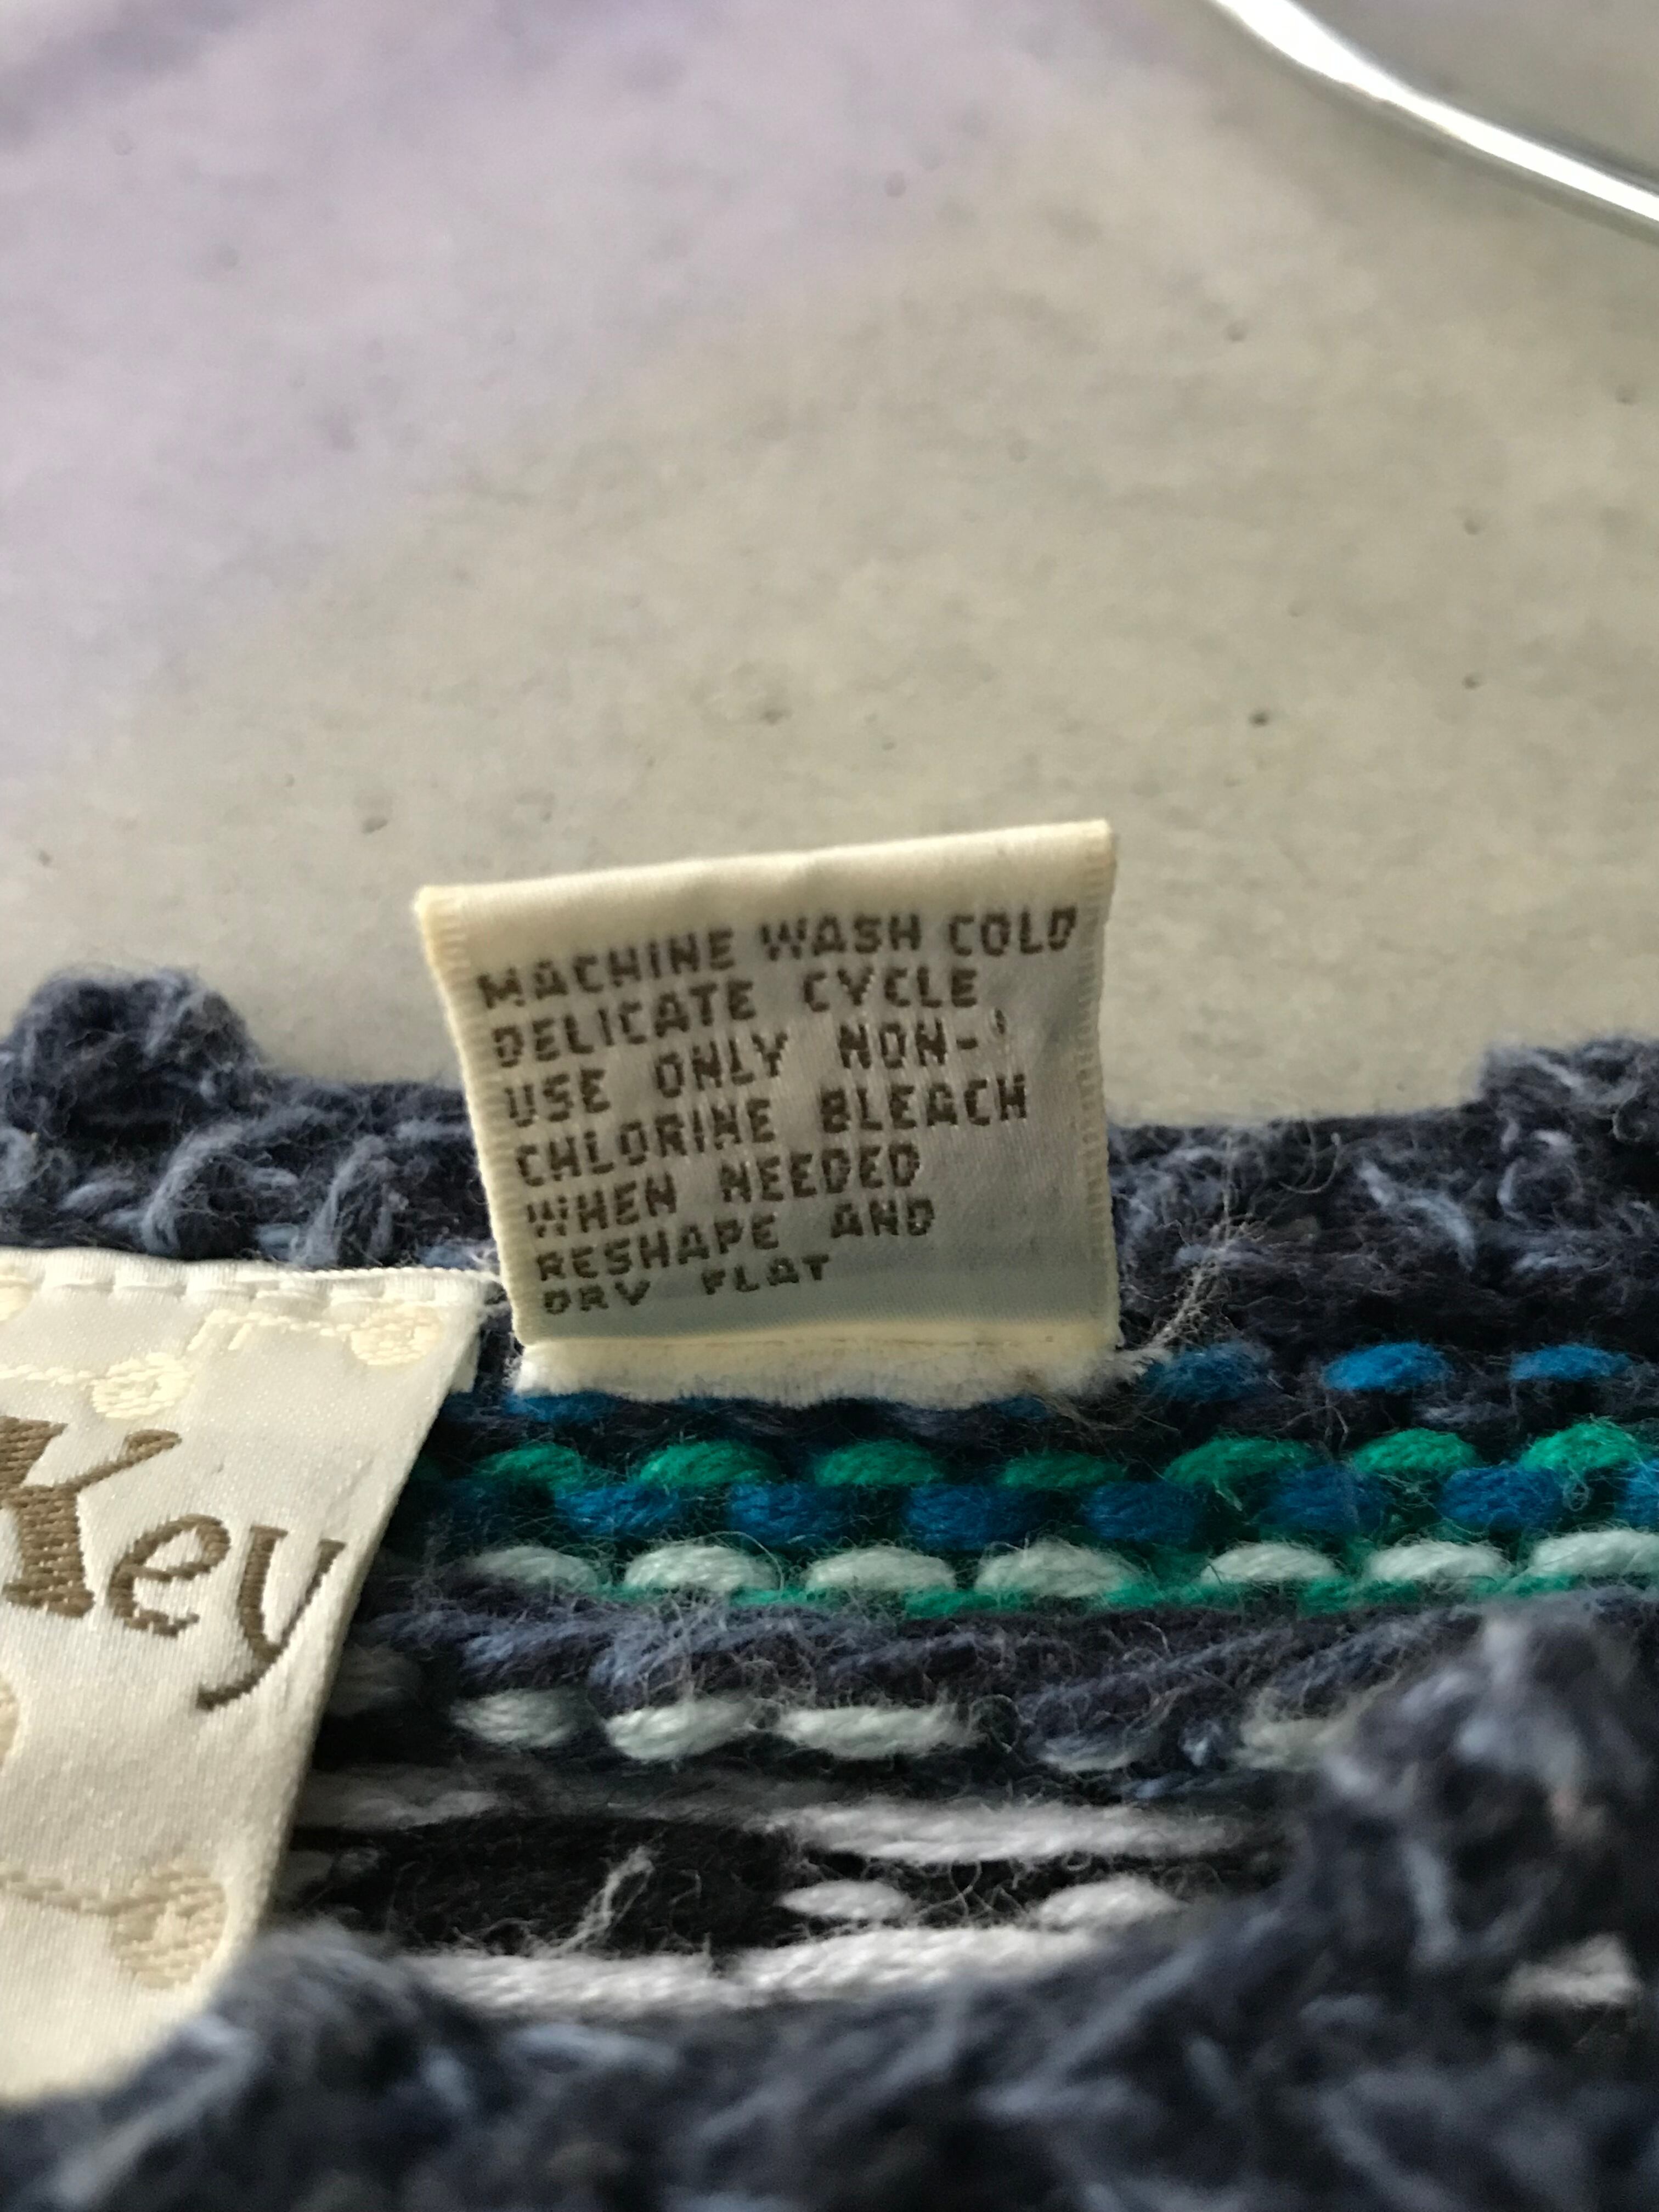 MACHINE WASH COLD
DELICATE CYCLE
USE ONLY NON-
CHLORINE BLEACH
WHEN NEEDED
RESHAPE AND
DRY FLAT
Key